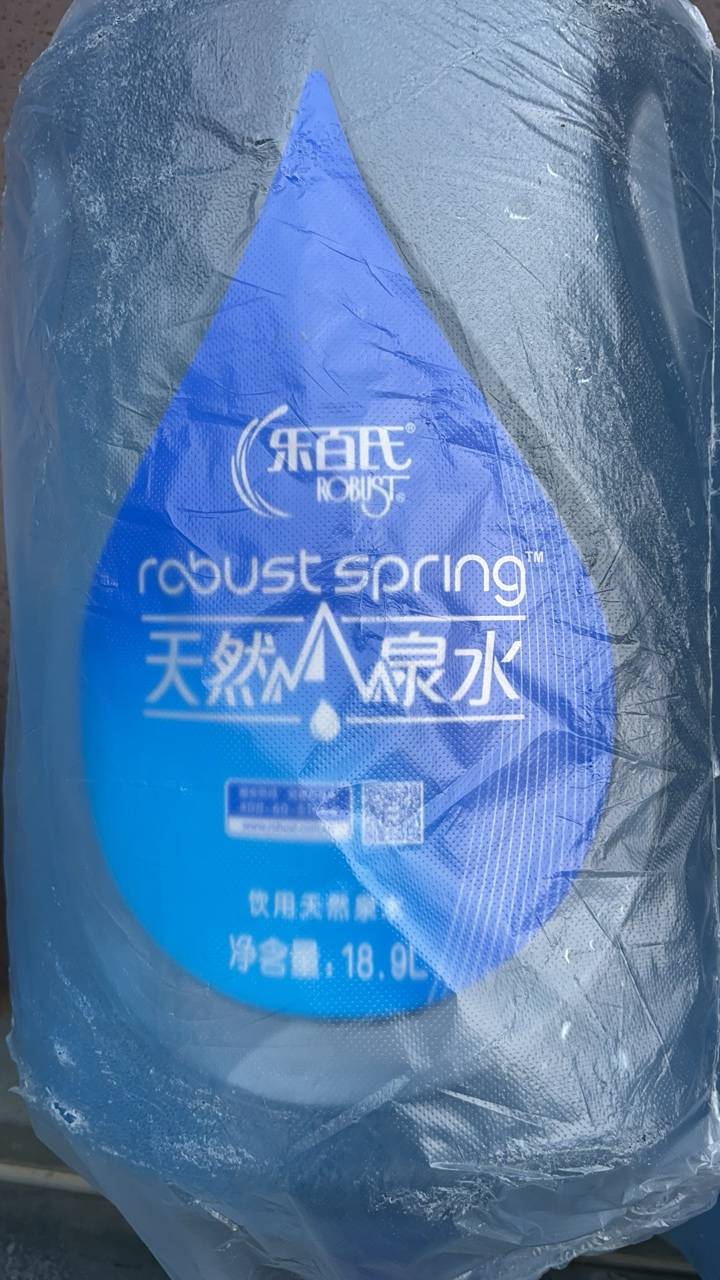 乐百氏®
ROBUST®
robust spring™
天然泉水
饮用天然泉水
净含量:18.9L